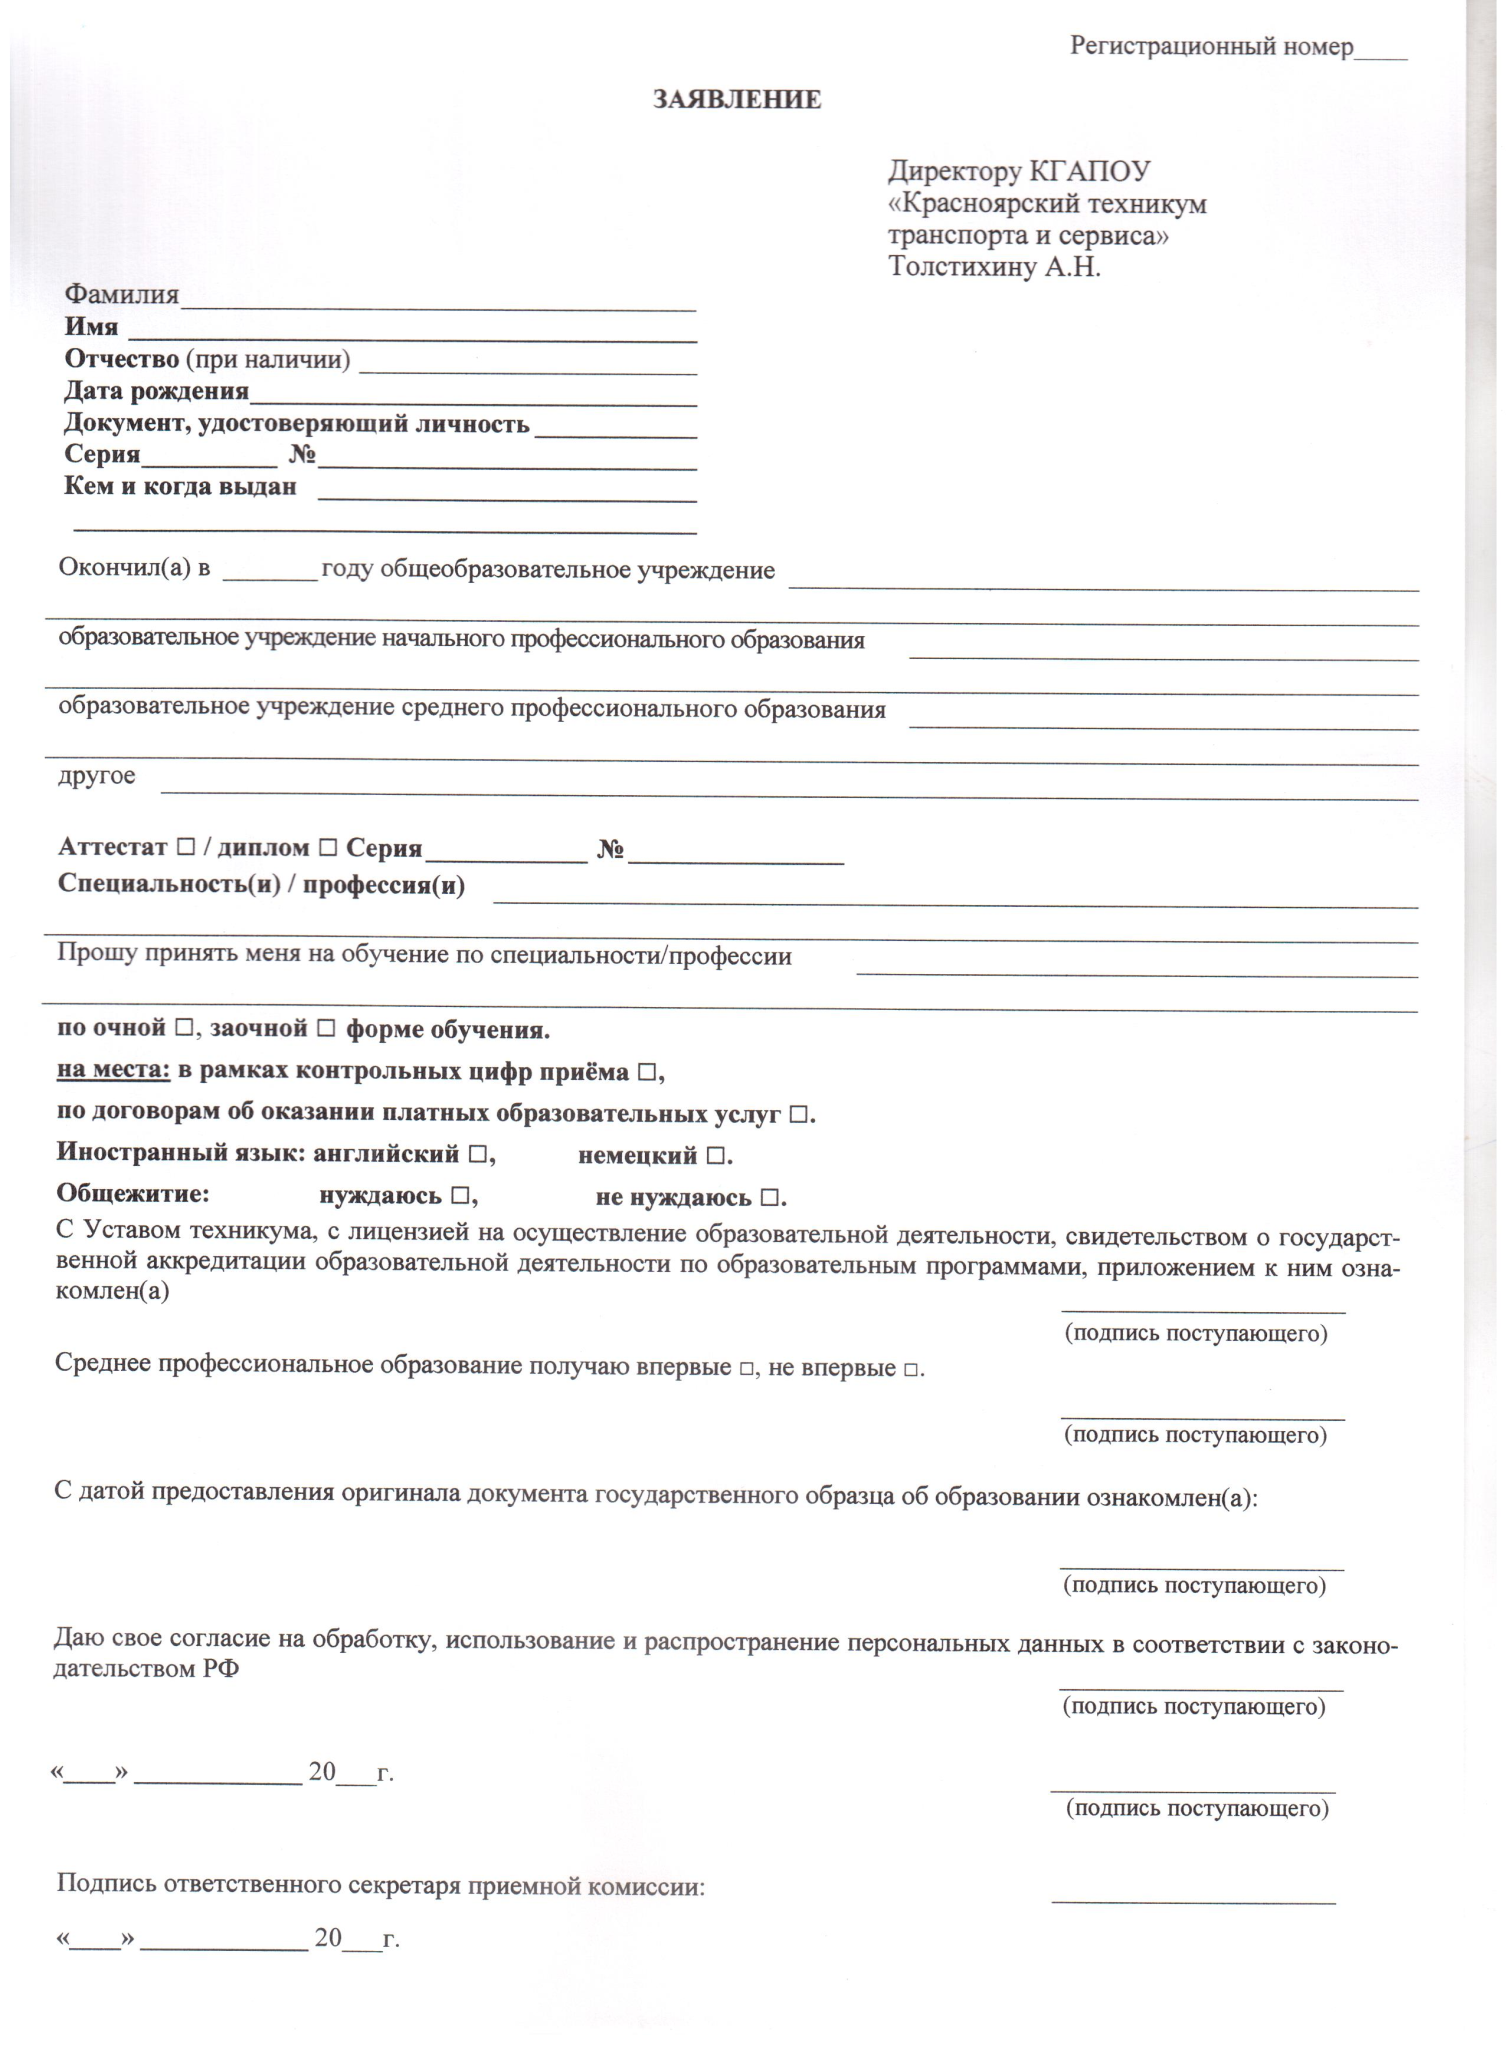 Регистрационный номер____
ЗАЯВЛЕНИЕ
Директору КГАПОУ
«Красноярский техникум
транспорта и сервиса»
Толстихину А.Н.
Фамилия
Имя
Отчество (при наличии)
Дата рождения
Документ, удостоверяющий личность
Серия__________ №
Кем и когда выдан
Окончил(а) в _______ году общеобразовательное учреждение
образовательное учреждение начального профессионального образования
образовательное учреждение среднего профессионального образования
другое
Аттестат □ / диплом □ Серия____________ №________________
Специальность(и) / профессия(и)
Прошу принять меня на обучение по специальности/профессии
по очной □, заочной □ форме обучения.
на места: в рамках контрольных цифр приёма □,
по договорам об оказании платных образовательных услуг □.
Иностранный язык: английский □, немецкий □.
Общежитие: нуждаюсь □, не нуждаюсь □.
С Уставом техникума, с лицензией на осуществление образовательной деятельности, свидетельством о государст-
венной аккредитации образовательной деятельности по образовательным программам, приложением к ним озна-
комлен(а)
(подпись поступающего)
Среднее профессиональное образование получаю впервые □, не впервые □.
(подпись поступающего)
С датой предоставления оригинала документа государственного образца об образовании ознакомлен(а):
(подпись поступающего)
Даю свое согласие на обработку, использование и распространение персональных данных в соответствии с законо-
дательством РФ
(подпись поступающего)
«____» _____________ 20___г.
(подпись поступающего)
Подпись ответственного секретаря приемной комиссии:
«____» _____________ 20___г.